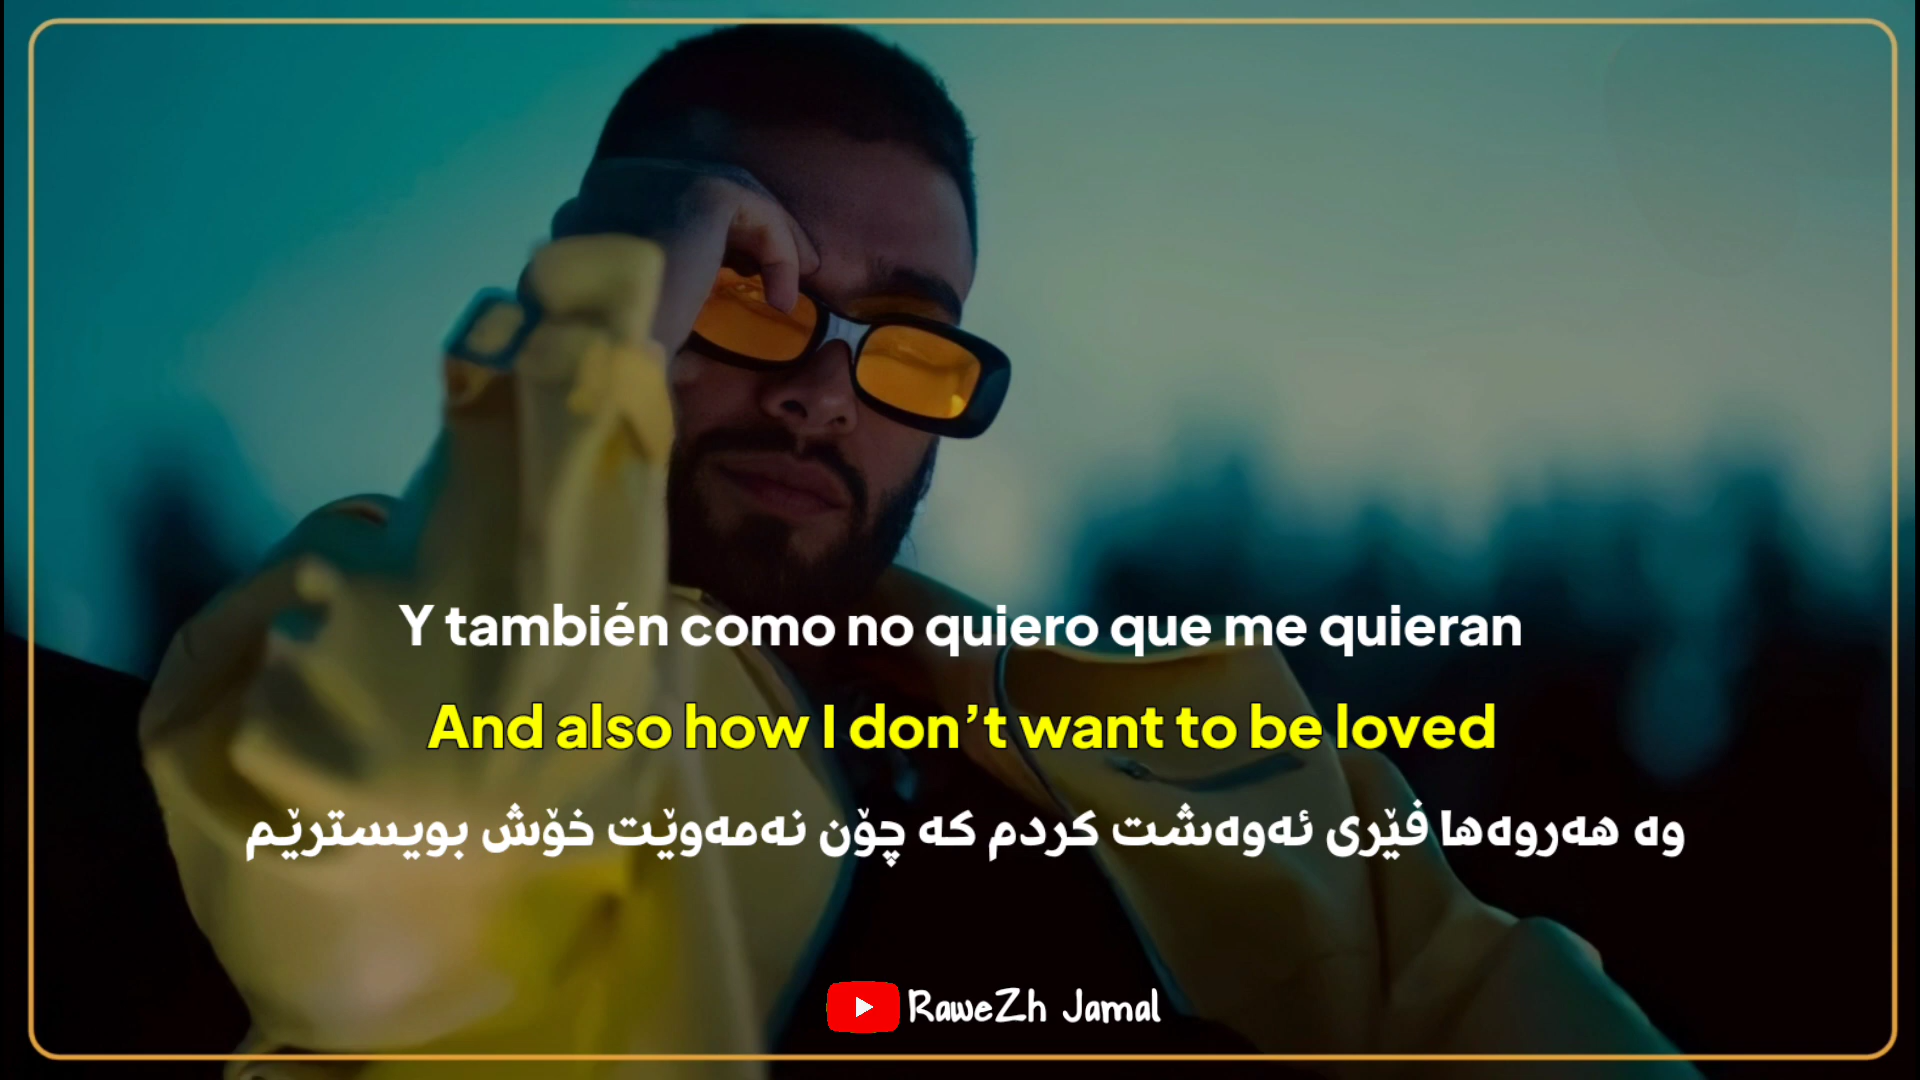 Y también como no quiero que me quieran
And also how I don’t want to be loved
وە هەروەها فێری ئەوەشت کردم کە چۆن نەمەوێت خۆش بویسترێم
RaweZh Jamal